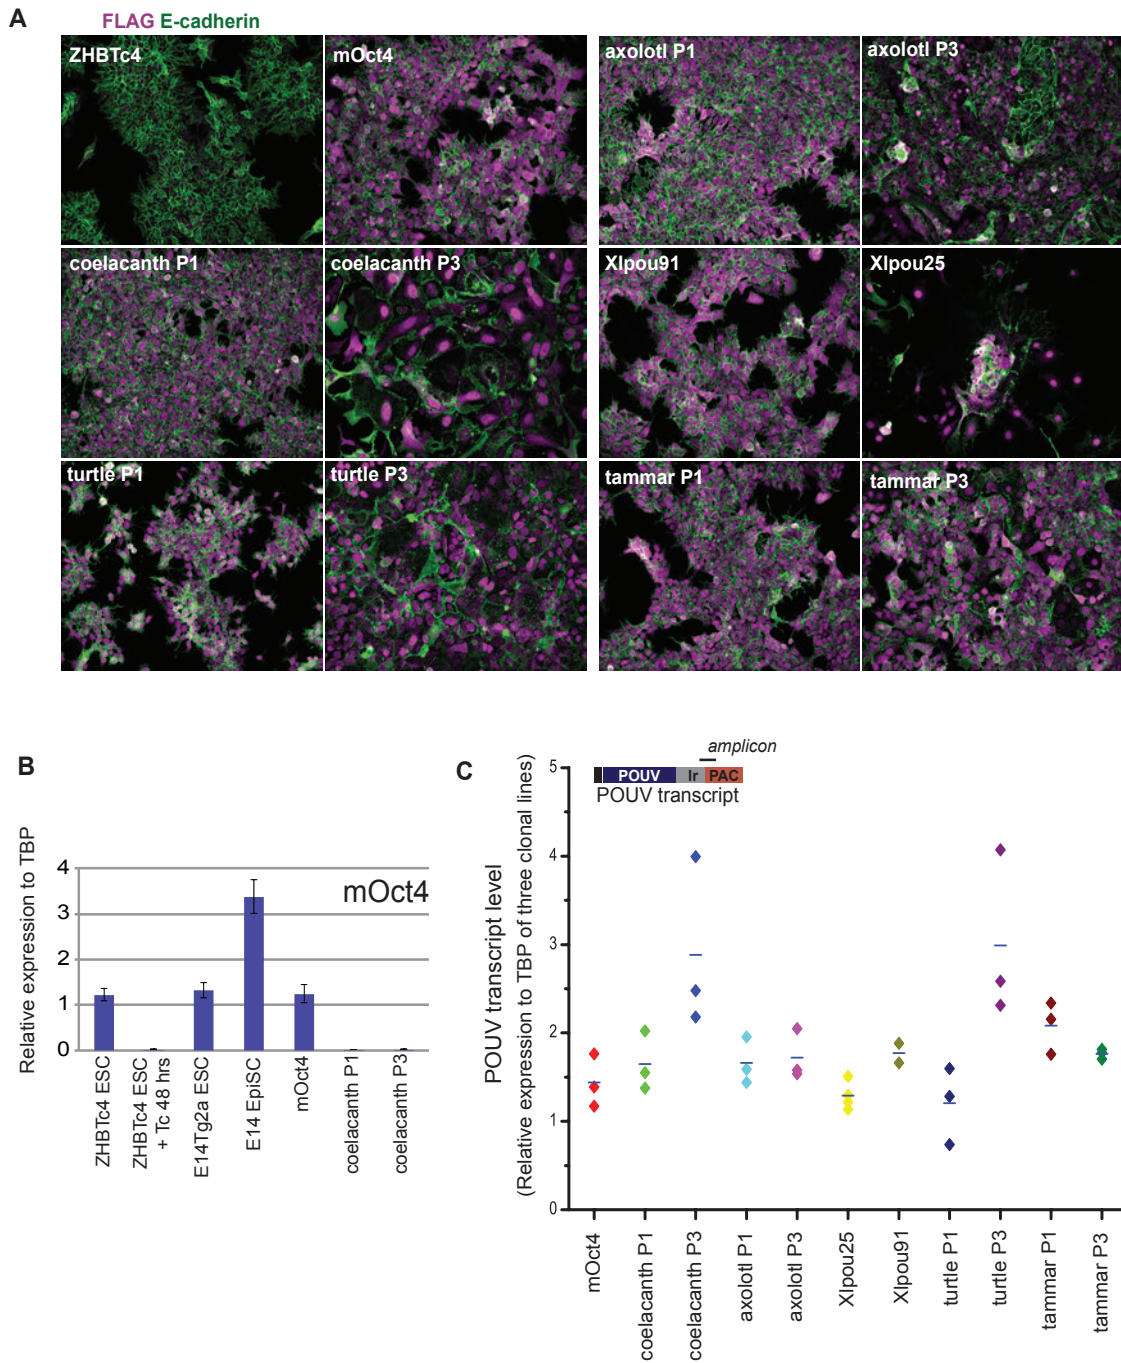 A
FLAG E-cadherin
ZHBTc4
mOct4
axolotl P1
axolotl P3
coelacanth P1
coelacanth P3
Xlpou91
Xlpou25
turtle P1
turtle P3
tammar P1
tammar P3
B
Relative expression to TBP
4
3
2
1
0
mOct4
ZHBTc4 ESC
ZHBTc4 ESC
+ Tc 48 hrs
E14Tg2a ESC
E14 EpiSC
mOct4
coelacanth P1
coelacanth P3
C
amplicon
POUV Ir PAC
POUV transcript
POUV transcript level
(Relative expression to TBP of three clonal lines)
5
4
3
2
1
0
mOct4
coelacanth P1
coelacanth P3
axolotl P1
axolotl P3
Xlpou25
Xlpou91
turtle P1
turtle P3
tammar P1
tammar P3